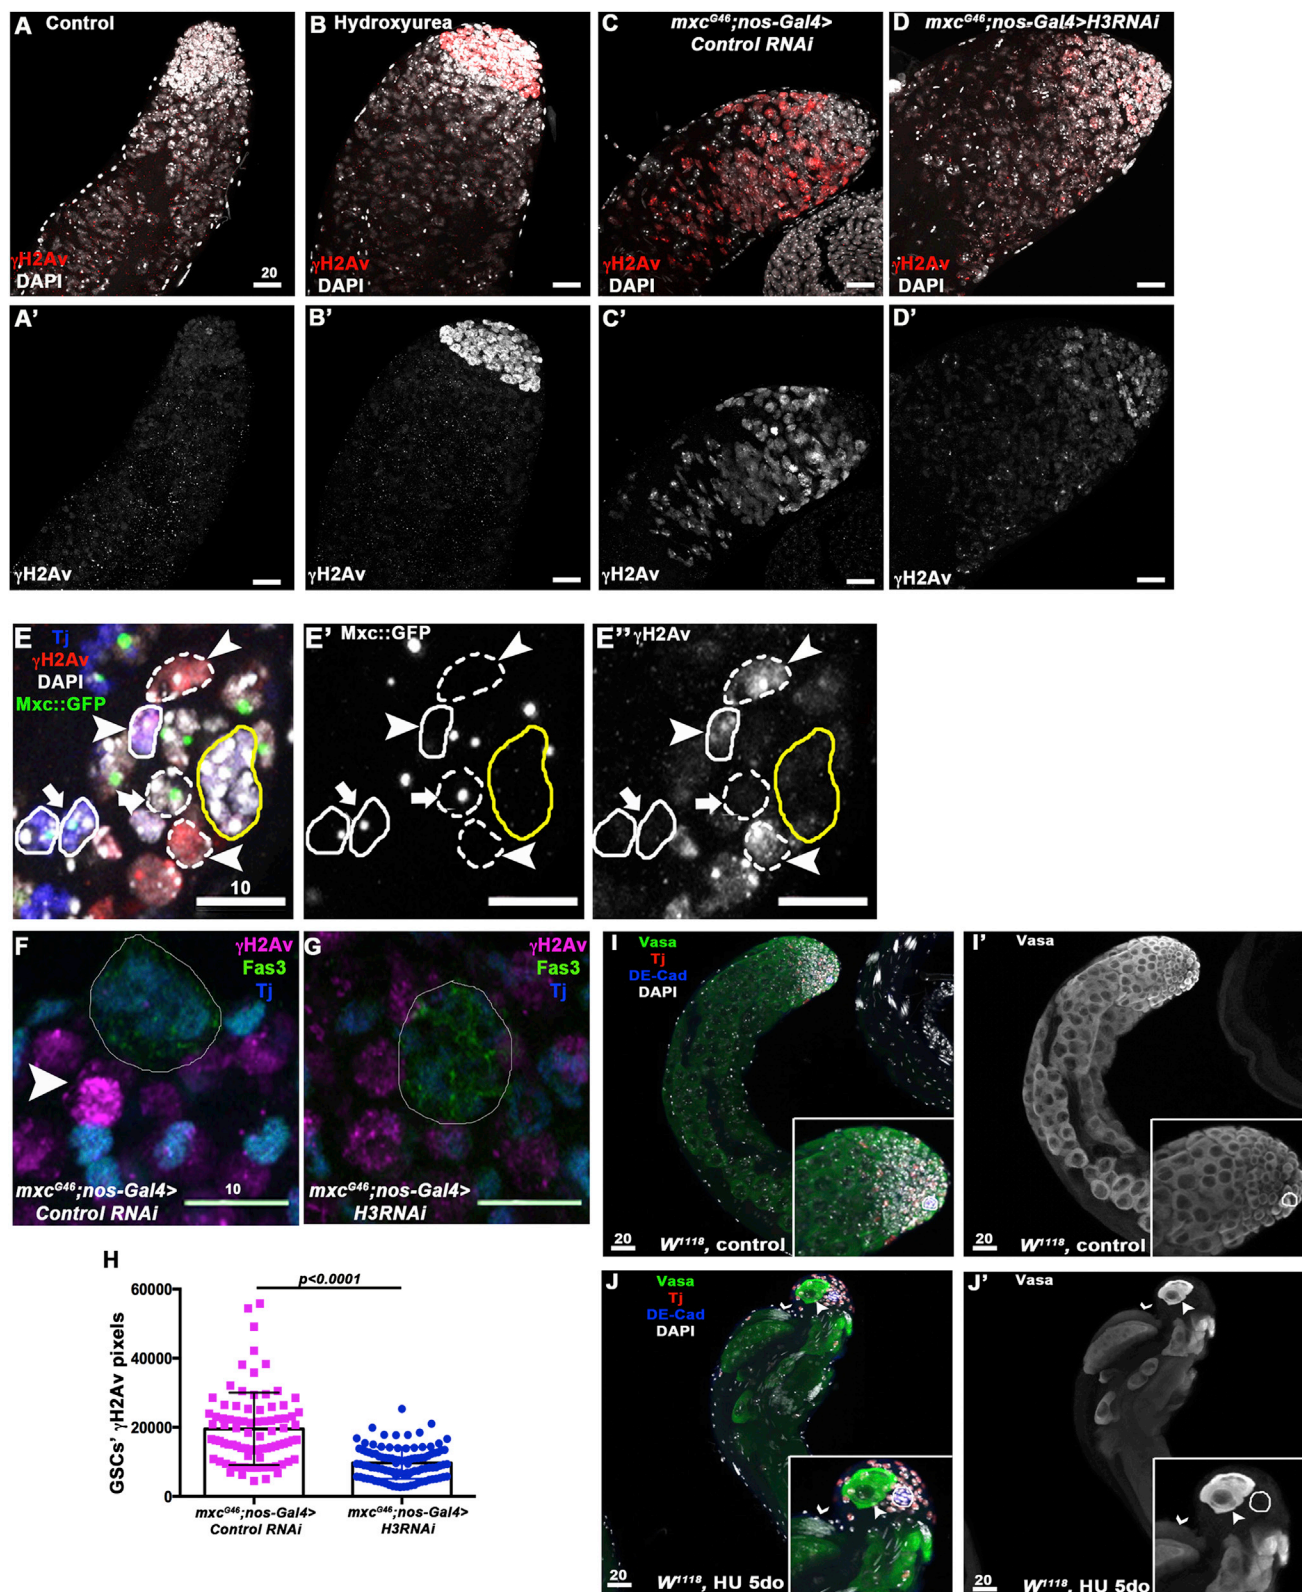 A Control
γH2Av
DAPI
20
B Hydroxyurea
γH2Av
DAPI
C mxcG46;nos-Gal4>
Control RNAi
γH2Av
DAPI
D mxcG46;nos-Gal4>H3RNAi
γH2Av
DAPI
A'
γH2Av
B'
γH2Av
C'
γH2Av
D'
γH2Av
E Tj
γH2Av
DAPI
Mxc::GFP
10
E' Mxc::GFP
E'' γH2Av
F γH2Av
Fas3
Tj
mxcG46;nos-Gal4>
Control RNAi
10
G γH2Av
Fas3
Tj
mxcG46;nos-Gal4>
H3RNAi
H
p<0.0001
60000
40000
20000
0
GSCs' γH2Av pixels
mxcG46;nos-Gal4>
Control RNAi
mxcG46;nos-Gal4>
H3RNAi
I Vasa
Tj
DE-Cad
DAPI
20
W1118, control
I' Vasa
20
W1118, control
J Vasa
Tj
DE-Cad
DAPI
20
W1118, HU 5do
J' Vasa
20
W1118, HU 5do